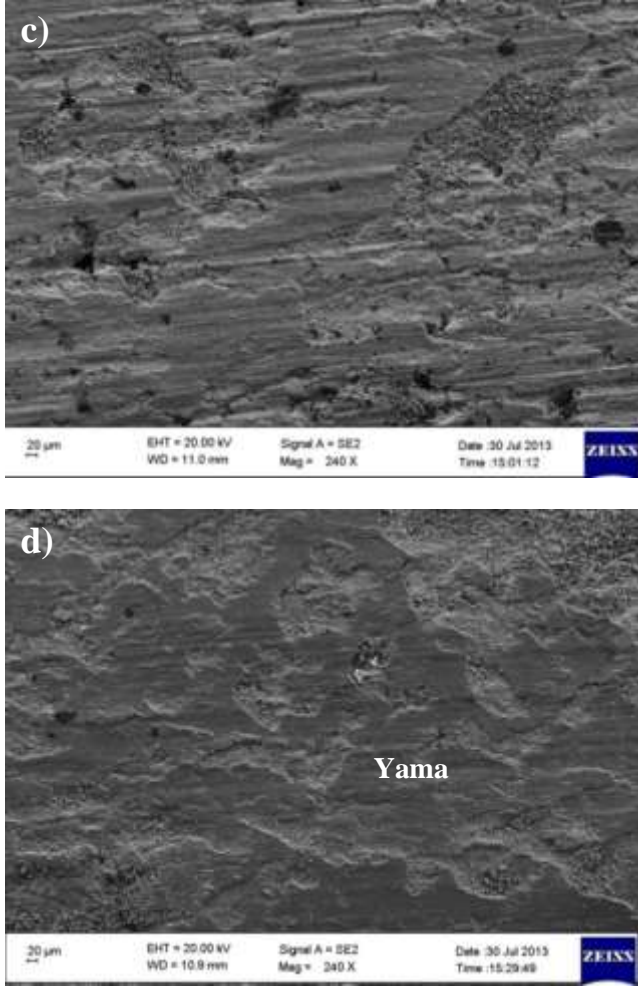 c)
20 µm
EHT = 20.00 kV Signal A = SE2 Date :30 Jul 2013
WD = 11.0 mm Mag = 240 X Time :15:01:12
ZEISS
d)
Yama
20 µm
EHT = 20.00 kV Signal A = SE2 Date :30 Jul 2013
WD = 10.9 mm Mag = 240 X Time :15:29:49
ZEISS